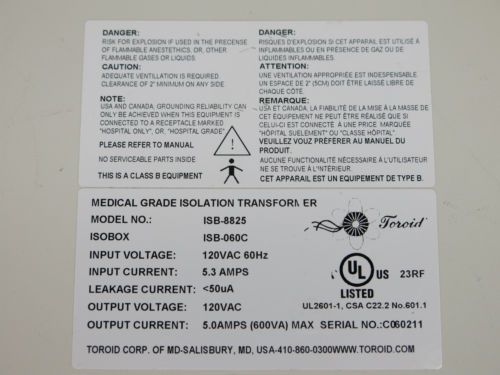 DANGER:
RISK FOR EXPLOSION IF USED IN THE PRECENSE
OF FLAMMABLE ANESTHETICS. OR, OTHER
FLAMMABLE GASES OR LIQUIDS.
CAUTION:
ADEQUATE VENTILATION IS REQUIRED.
CLEARANCE OF 2" MINIMUM ON ANY SIDE.
NOTE:
USA AND CANADA, GROUNDING RELIABILITY CAN
ONLY BE ACHIEVED WHEN THIS EQUIPMENT IS
CONNECTED TO A RECEPTACLE MARKED
"HOSPITAL ONLY", OR, "HOSPITAL GRADE".
PLEASE REFER TO MANUAL
NO SERVICEABLE PARTS INSIDE
THIS IS A CLASS B EQUIPMENT
DANGER:
RISQUES D'EXPLOSION SI CET APPARAIL EST UTILISÉ EN
INFLAMMABLES OU EN PRÉSENCE DE GAZ OU DE
LIQUIDES INFLAMMABLES
ATTENTION:
UNE VENTILATION APPROPRIÉE EST INDESPENSABLE
UN ESPACE DE 2" (5CM) DOIT ÊTRE LAISSE LIBRE DE
CHAQUE CÔTÉ.
REMARQUE:
USA ET CANADA, LA FIABILITÉ DE LA MISE À LA MASSE DE
CET ÉQUIPEMENT NE PEUT ÊTRE RÉALISÉ QUE SI
CELUI-CI EST CONNECTÉ A UNE PRICE MARQUÉE
"HÔPITAL SUELEMENT" OU "CLASSE HÔPITAL".
VEUILLEZ VOUZ PRÉFERER AU MANUEL DU
PRODUIT.
AUCUNE FONCTIONALITÉ NÉCESSAIRE À L'UTILISATEUR
NE SE TROUVE À L'INTERIEUR.
CET APPARTAIL EST UN EQUIPEMENT DE TYPE B.
MEDICAL GRADE ISOLATION TRANSFORMER
MODEL NO.: ISB-8825
ISOBOX ISB-060C
Toroid
INPUT VOLTAGE: 120VAC 60Hz
INPUT CURRENT: 5.3 AMPS
LEAKAGE CURRENT: <50uA
UL US 23RF
LISTED
UL2601-1, CSA C22.2 No.601.1
OUTPUT VOLTAGE: 120VAC
OUTPUT CURRENT: 5.0AMPS (600VA) MAX SERIAL NO.:C060211
TOROID CORP. OF MD-SALISBURY, MD, USA-410-860-0300WWW.TOROID.COM